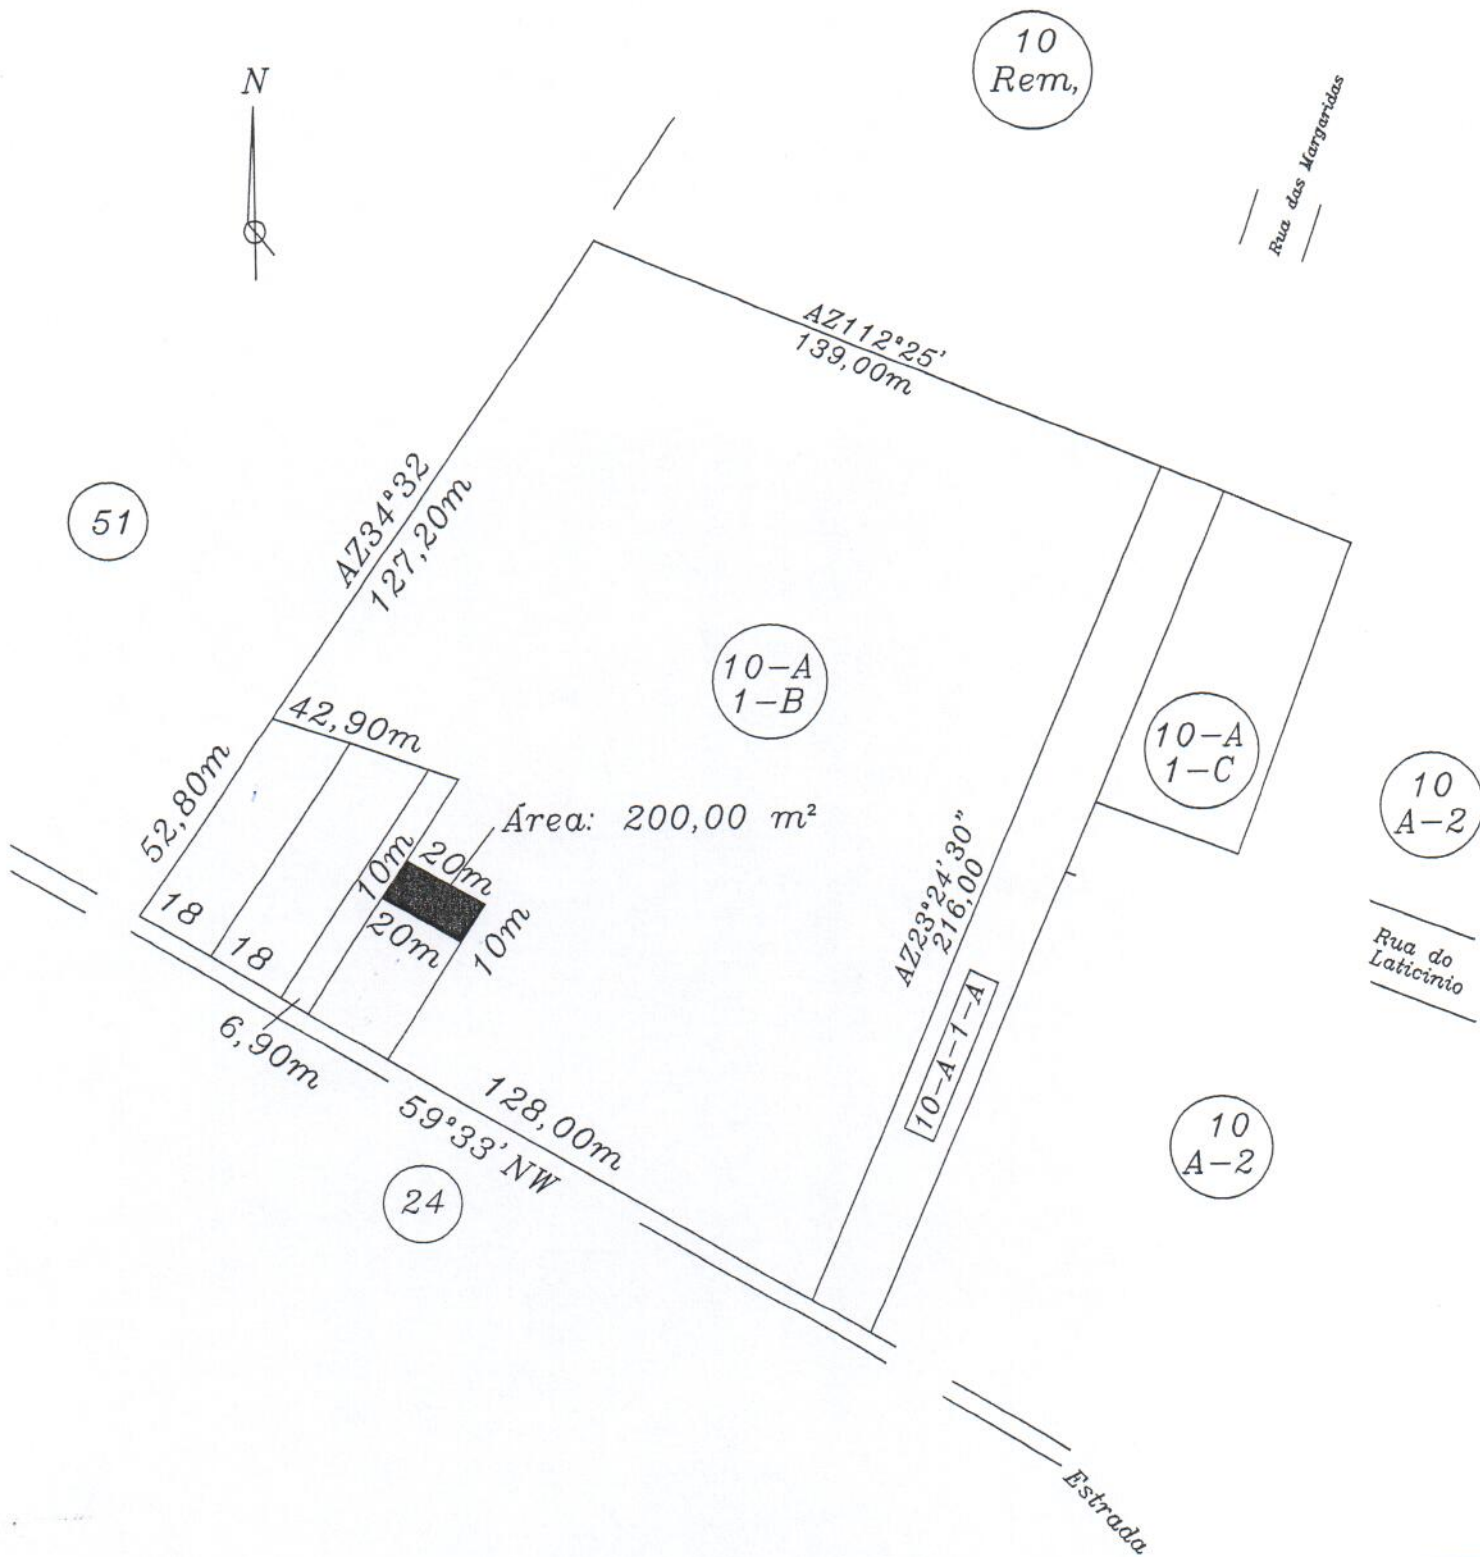 10
Rem,
N
Rua das Margaridas
AZ112°25'
139,00m
AZ34°32
127,20m
51
10-A
1-B
42,90m
10-A
1-C
52,80m
10
A-2
Área: 200,00 m²
10m
20m
20m
10m
18
18
AZ23°24'30"
216,00
Rua do
Laticinio
10-A-1-A
6,90m
128,00m
59°33' NW
10
A-2
24
Estrada